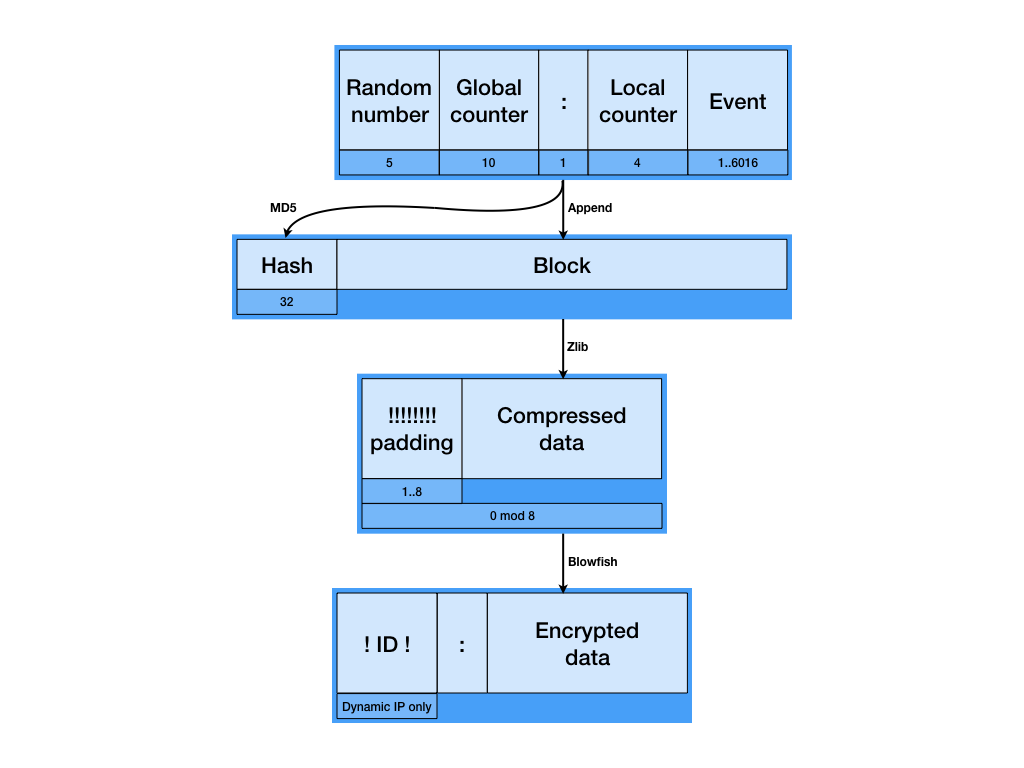 Random number
Global counter
:
Local counter
Event
5
10
1
4
1..6016
MD5
Append
Hash
Block
32
Zlib
!!!!!!!!
padding
Compressed data
1..8
0 mod 8
Blowfish
! ID !
:
Encrypted data
Dynamic IP only